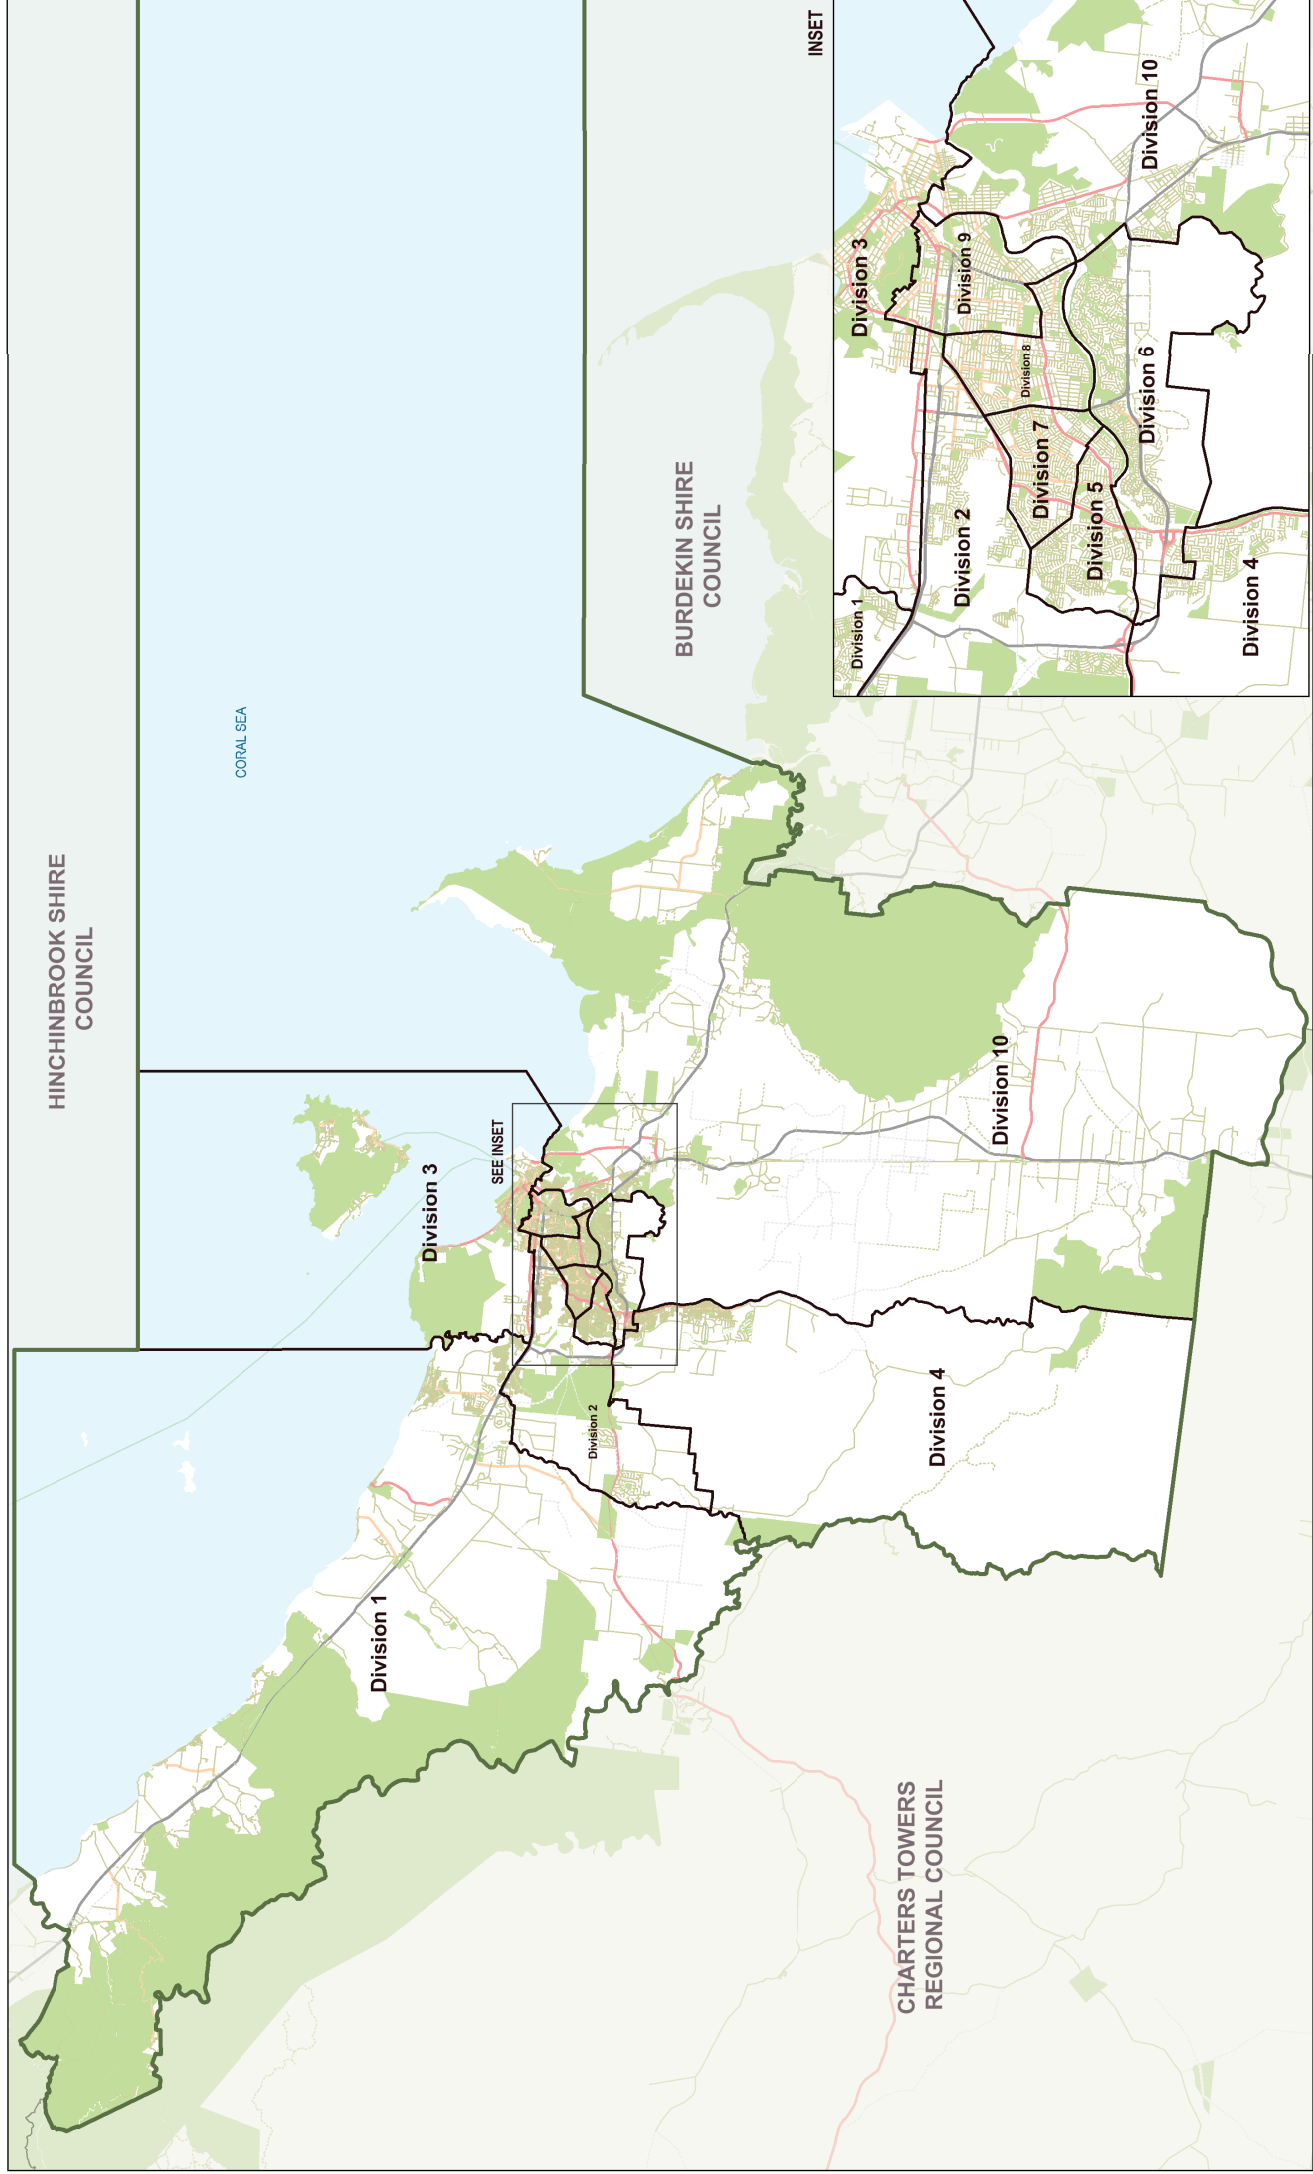 HINCHINBROOK SHIRE
COUNCIL
CORAL SEA
BURDEKIN SHIRE
COUNCIL
CHARTERS TOWERS
REGIONAL COUNCIL
SEE INSET
Division 1
Division 2
Division 3
Division 4
Division 10
INSET
Division 1
Division 2
Division 3
Division 4
Division 5
Division 6
Division 7
Division 8
Division 9
Division 10